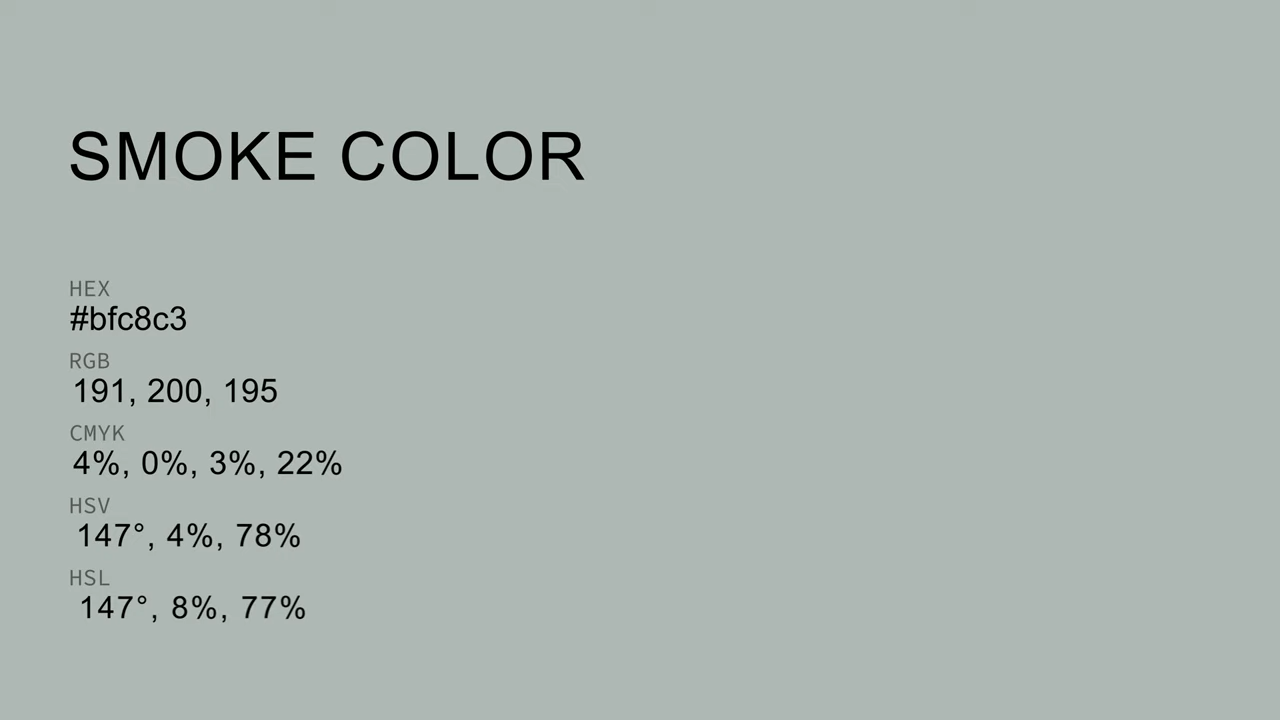 SMOKE COLOR
HEX
#bfc8c3
RGB
191, 200, 195
CMYK
4%, 0%, 3%, 22%
HSV
147°, 4%, 78%
HSL
147°, 8%, 77%